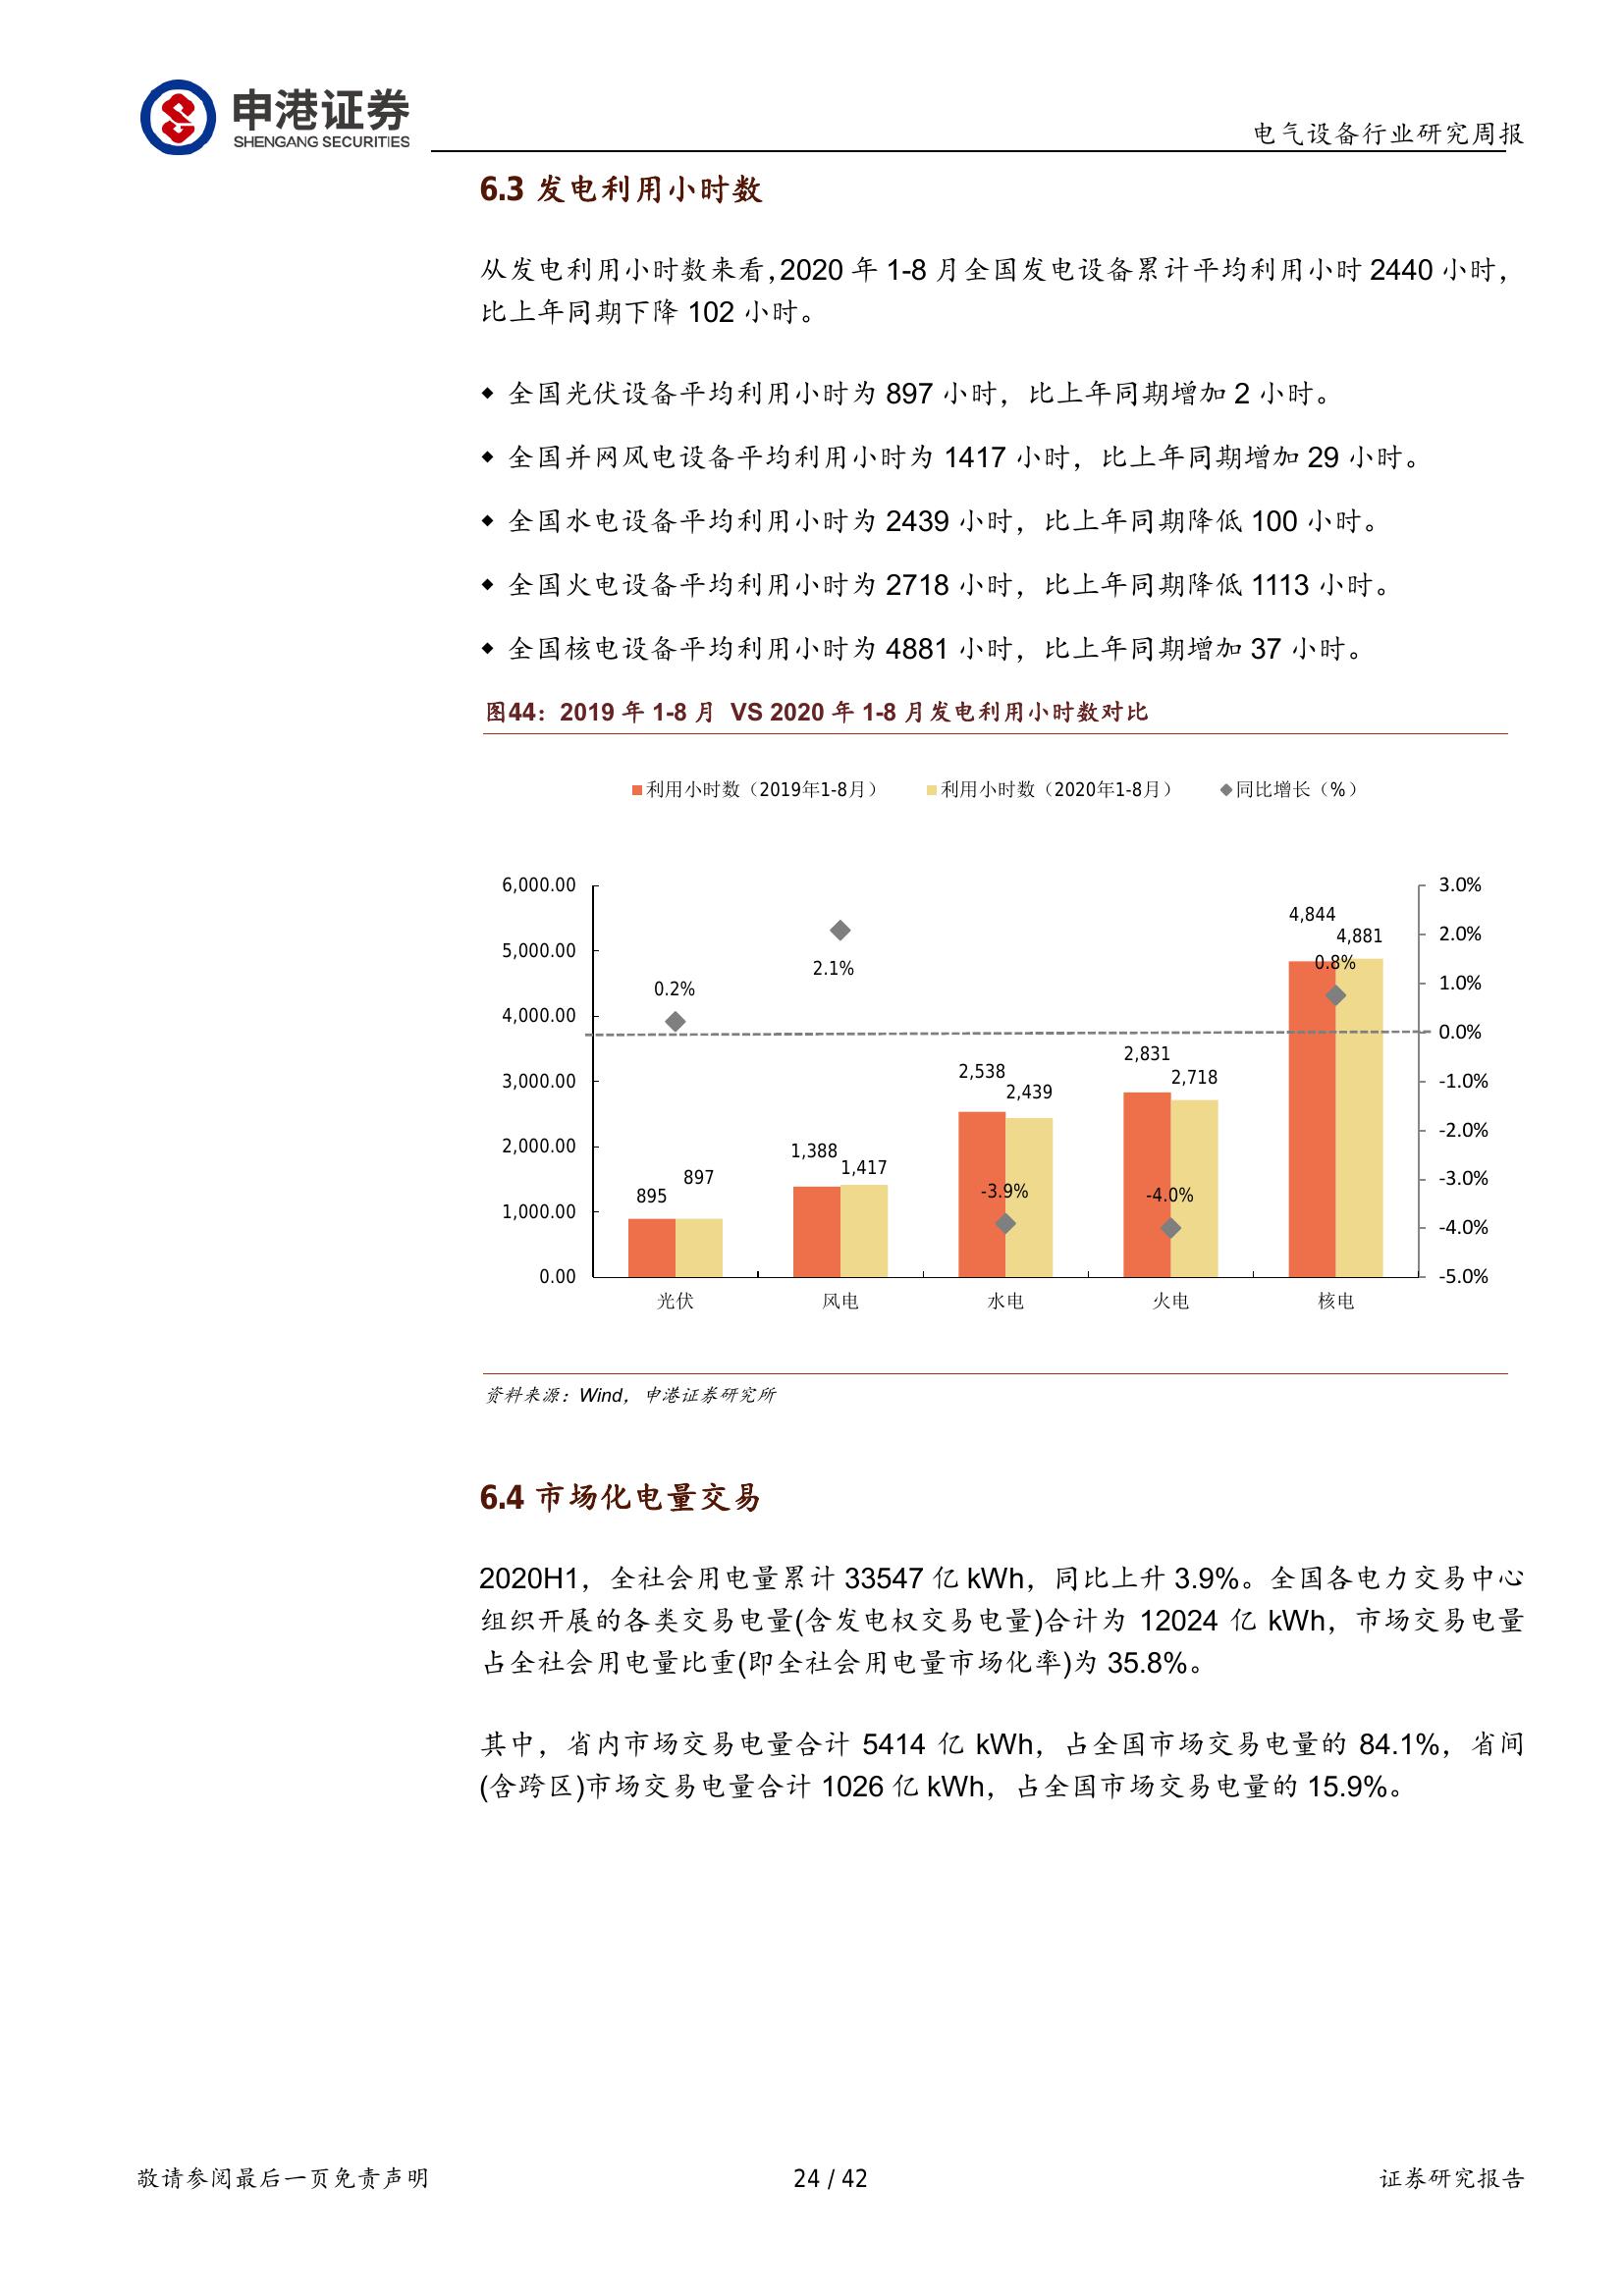 申港证券
SHENGANG SECURITIES
电气设备行业研究周报
6.3 发电利用小时数
从发电利用小时数来看,2020 年 1-8 月全国发电设备累计平均利用小时 2440 小时，
比上年同期下降 102 小时。
◆ 全国光伏设备平均利用小时为 897 小时，比上年同期增加 2 小时。
◆ 全国并网风电设备平均利用小时为 1417 小时，比上年同期增加 29 小时。
◆ 全国水电设备平均利用小时为 2439 小时，比上年同期降低 100 小时。
◆ 全国火电设备平均利用小时为 2718 小时，比上年同期降低 1113 小时。
◆ 全国核电设备平均利用小时为 4881 小时，比上年同期增加 37 小时。
图44：2019 年 1-8 月 VS 2020 年 1-8 月发电利用小时数对比
利用小时数（2019年1-8月） 利用小时数（2020年1-8月） 同比增长（%）
6,000.00
5,000.00
4,000.00
3,000.00
2,000.00
1,000.00
0.00
3.0%
2.0%
1.0%
0.0%
-1.0%
-2.0%
-3.0%
-4.0%
-5.0%
0.2%
2.1%
-3.9%
-4.0%
0.8%
895
897
1,388
1,417
2,538
2,439
2,831
2,718
4,844
4,881
光伏 风电 水电 火电 核电
资料来源：Wind，申港证券研究所
6.4 市场化电量交易
2020H1，全社会用电量累计 33547 亿 kWh，同比上升 3.9%。全国各电力交易中心
组织开展的各类交易电量(含发电权交易电量)合计为 12024 亿 kWh，市场交易电量
占全社会用电量比重(即全社会用电量市场化率)为 35.8%。
其中，省内市场交易电量合计 5414 亿 kWh，占全国市场交易电量的 84.1%，省间
(含跨区)市场交易电量合计 1026 亿 kWh，占全国市场交易电量的 15.9%。
敬请参阅最后一页免责声明
24 / 42
证券研究报告